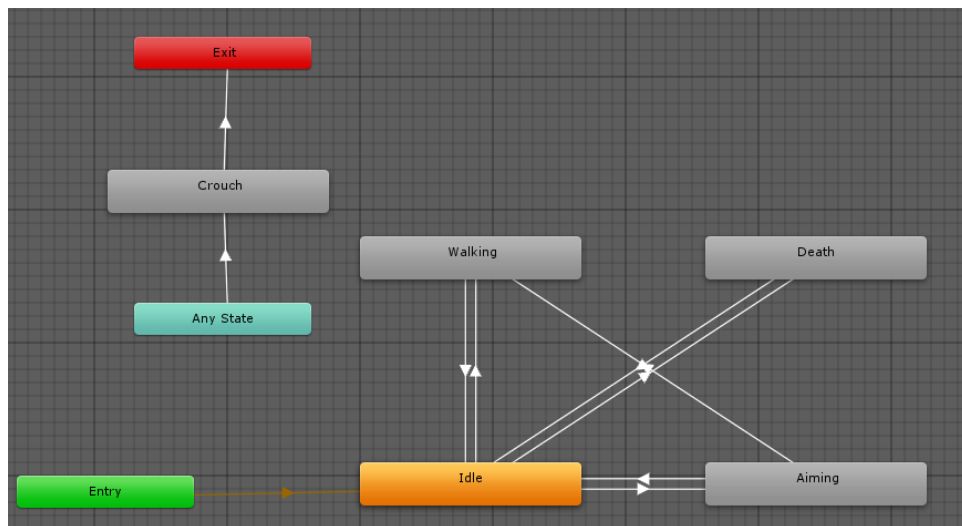 Exit
Crouch
Walking
Death
Any State
Idle
Aiming
Entry